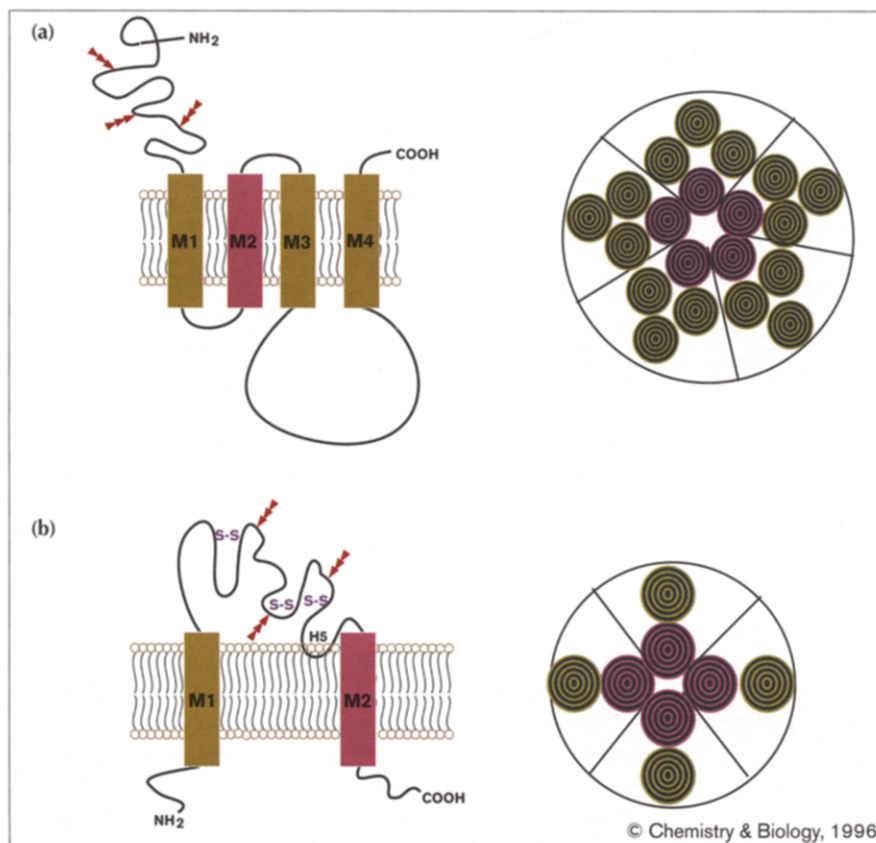 (a)
NH2
COOH
M1 M2 M3 M4
(b)
S-S
S-S S-S
H5
M1 M2
NH2
COOH
© Chemistry & Biology, 1996